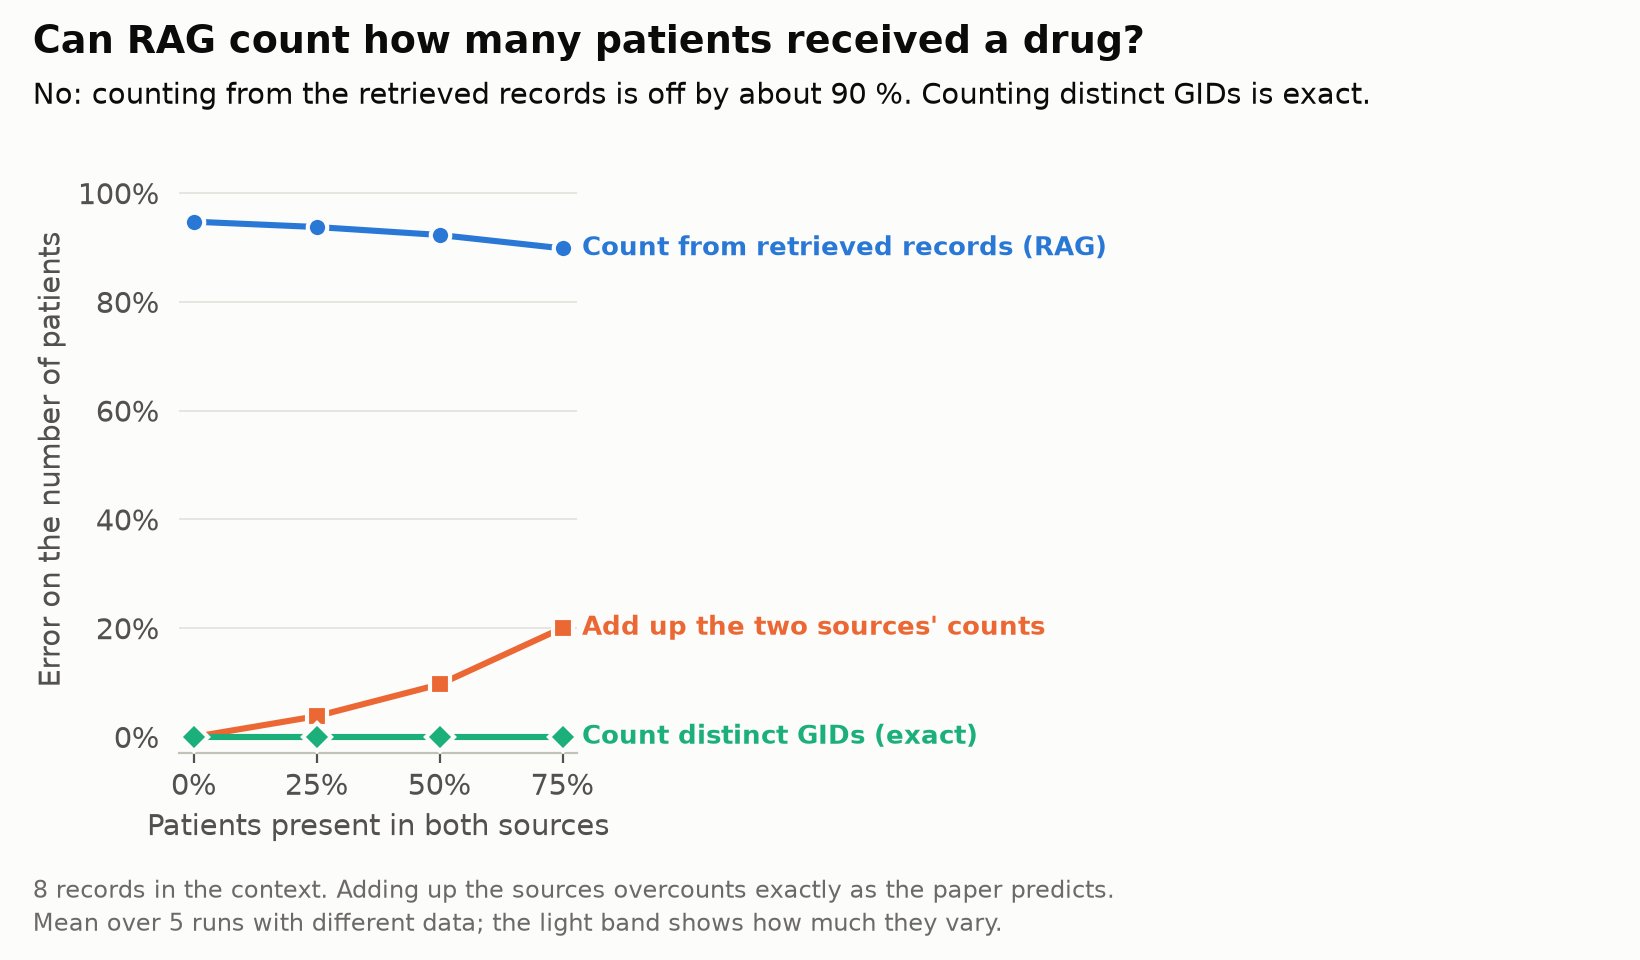 Can RAG count how many patients received a drug?
No: counting from the retrieved records is off by about 90 %. Counting distinct GIDs is exact.
Error on the number of patients
100%
80%
60%
40%
20%
0%
Count from retrieved records (RAG)
Add up the two sources' counts
Count distinct GIDs (exact)
0% 25% 50% 75%
Patients present in both sources
8 records in the context. Adding up the sources overcounts exactly as the paper predicts.
Mean over 5 runs with different data; the light band shows how much they vary.